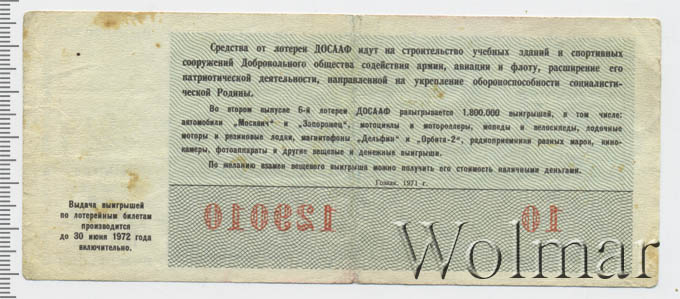 Средства от лотереи ДОСААФ идут на строительство учебных зданий и спортивных
сооружений Добровольного общества содействия армии, авиации и флоту, расширение его
патриотической деятельности, направленной на укрепление обороноспособности социалисти-
ческой Родины.
Во втором выпуске 6-й лотереи ДОСААФ разыгрывается 1.800.000 выигрышей, в том числе:
автомобили „Москвич" и „Запорожец", мотоциклы и мотороллеры, мопеды и велосипеды, лодочные
моторы и резиновые лодки, магнитофоны „Дельфин" и „Орбита-2", радиоприемники разных марок, кино-
камеры, фотоаппараты и другие вещевые и денежные выигрыши.
По желанию взамен вещевого выигрыша можно получить его стоимость наличными деньгами.
Гознак. 1971 г.
Выдача выигрышей
по лотерейным билетам
производится
до 30 июня 1972 года
включительно.
129010 10
Wolmar